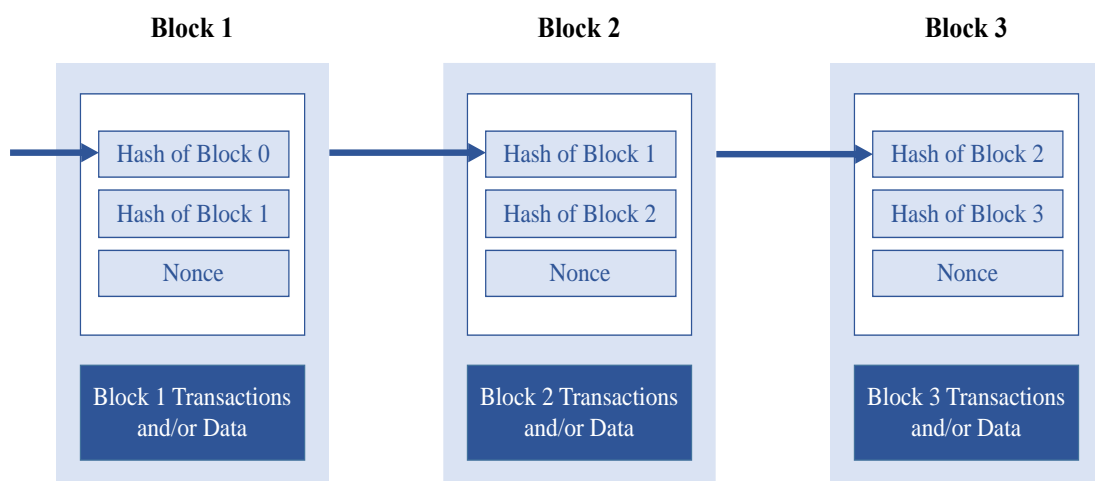 Block 1
Block 2
Block 3
Hash of Block 0
Hash of Block 1
Nonce
Block 1 Transactions
and/or Data
Hash of Block 1
Hash of Block 2
Nonce
Block 2 Transactions
and/or Data
Hash of Block 2
Hash of Block 3
Nonce
Block 3 Transactions
and/or Data